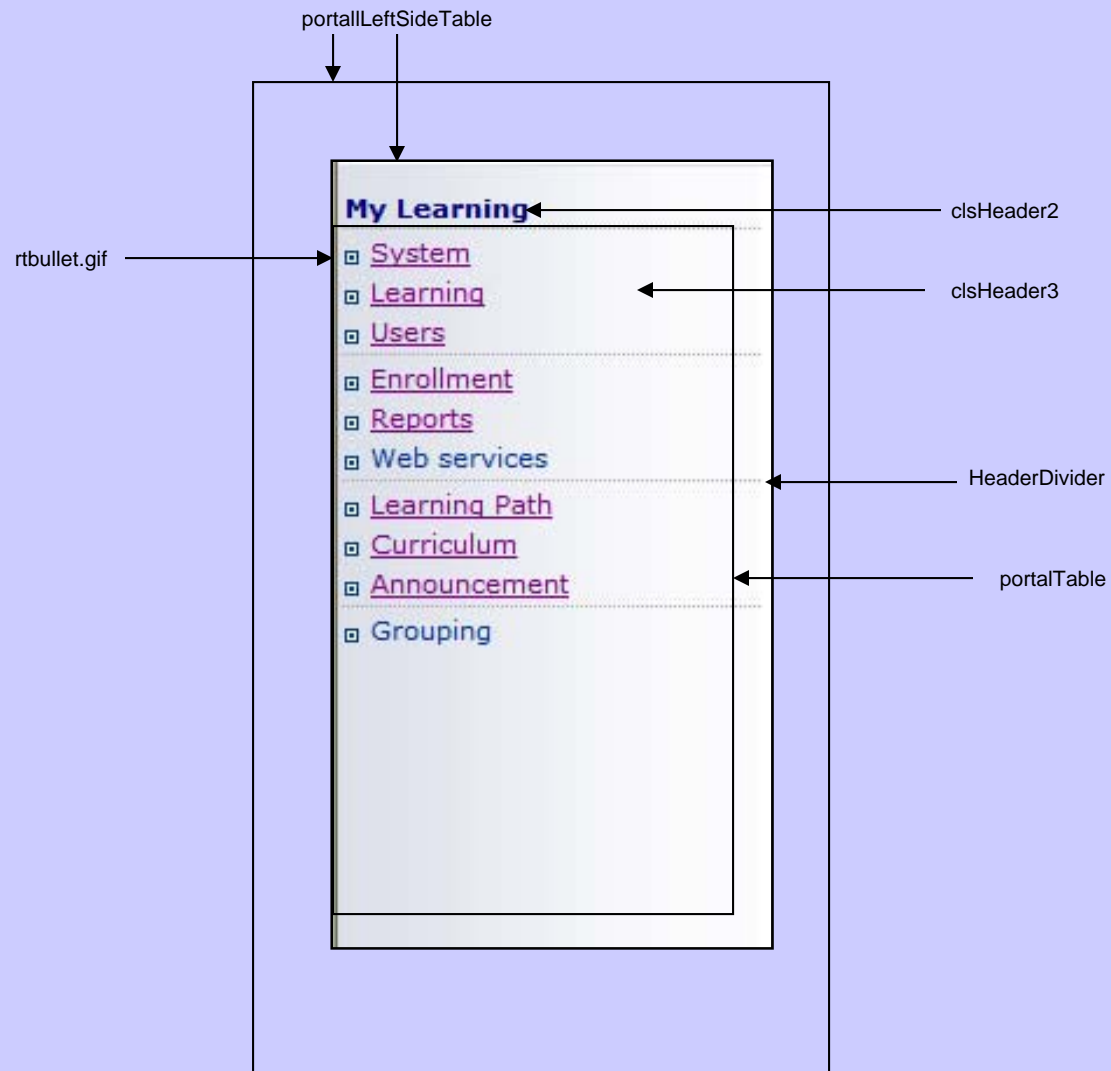 portallLeftSideTable
My Learning
clsHeader2
System
rtbullet.gif
Learning
clsHeader3
Users
Enrollment
Reports
Web services
HeaderDivider
Learning Path
Curriculum
portalTable
Announcement
Grouping